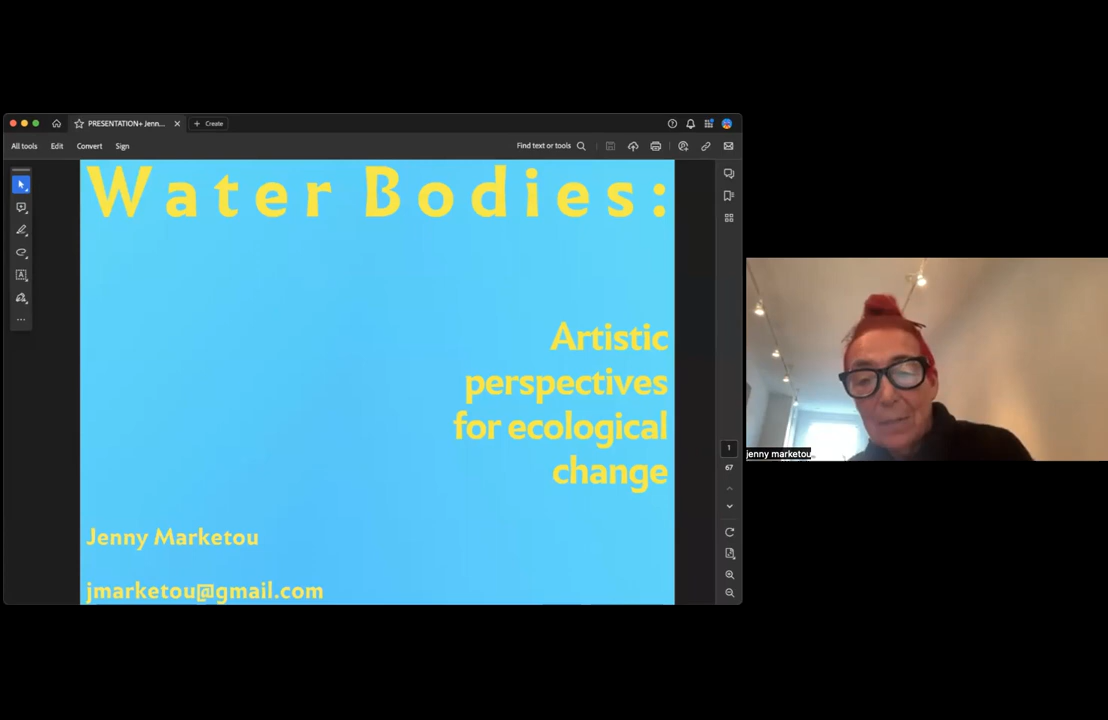 PRESENTATION+ Jenn...
Create
All tools
Edit
Convert
Sign
Find text or tools
Water Bodies:
Artistic
perspectives
for ecological
change
Jenny Marketou
jmarketou@gmail.com
1
67
jenny marketou